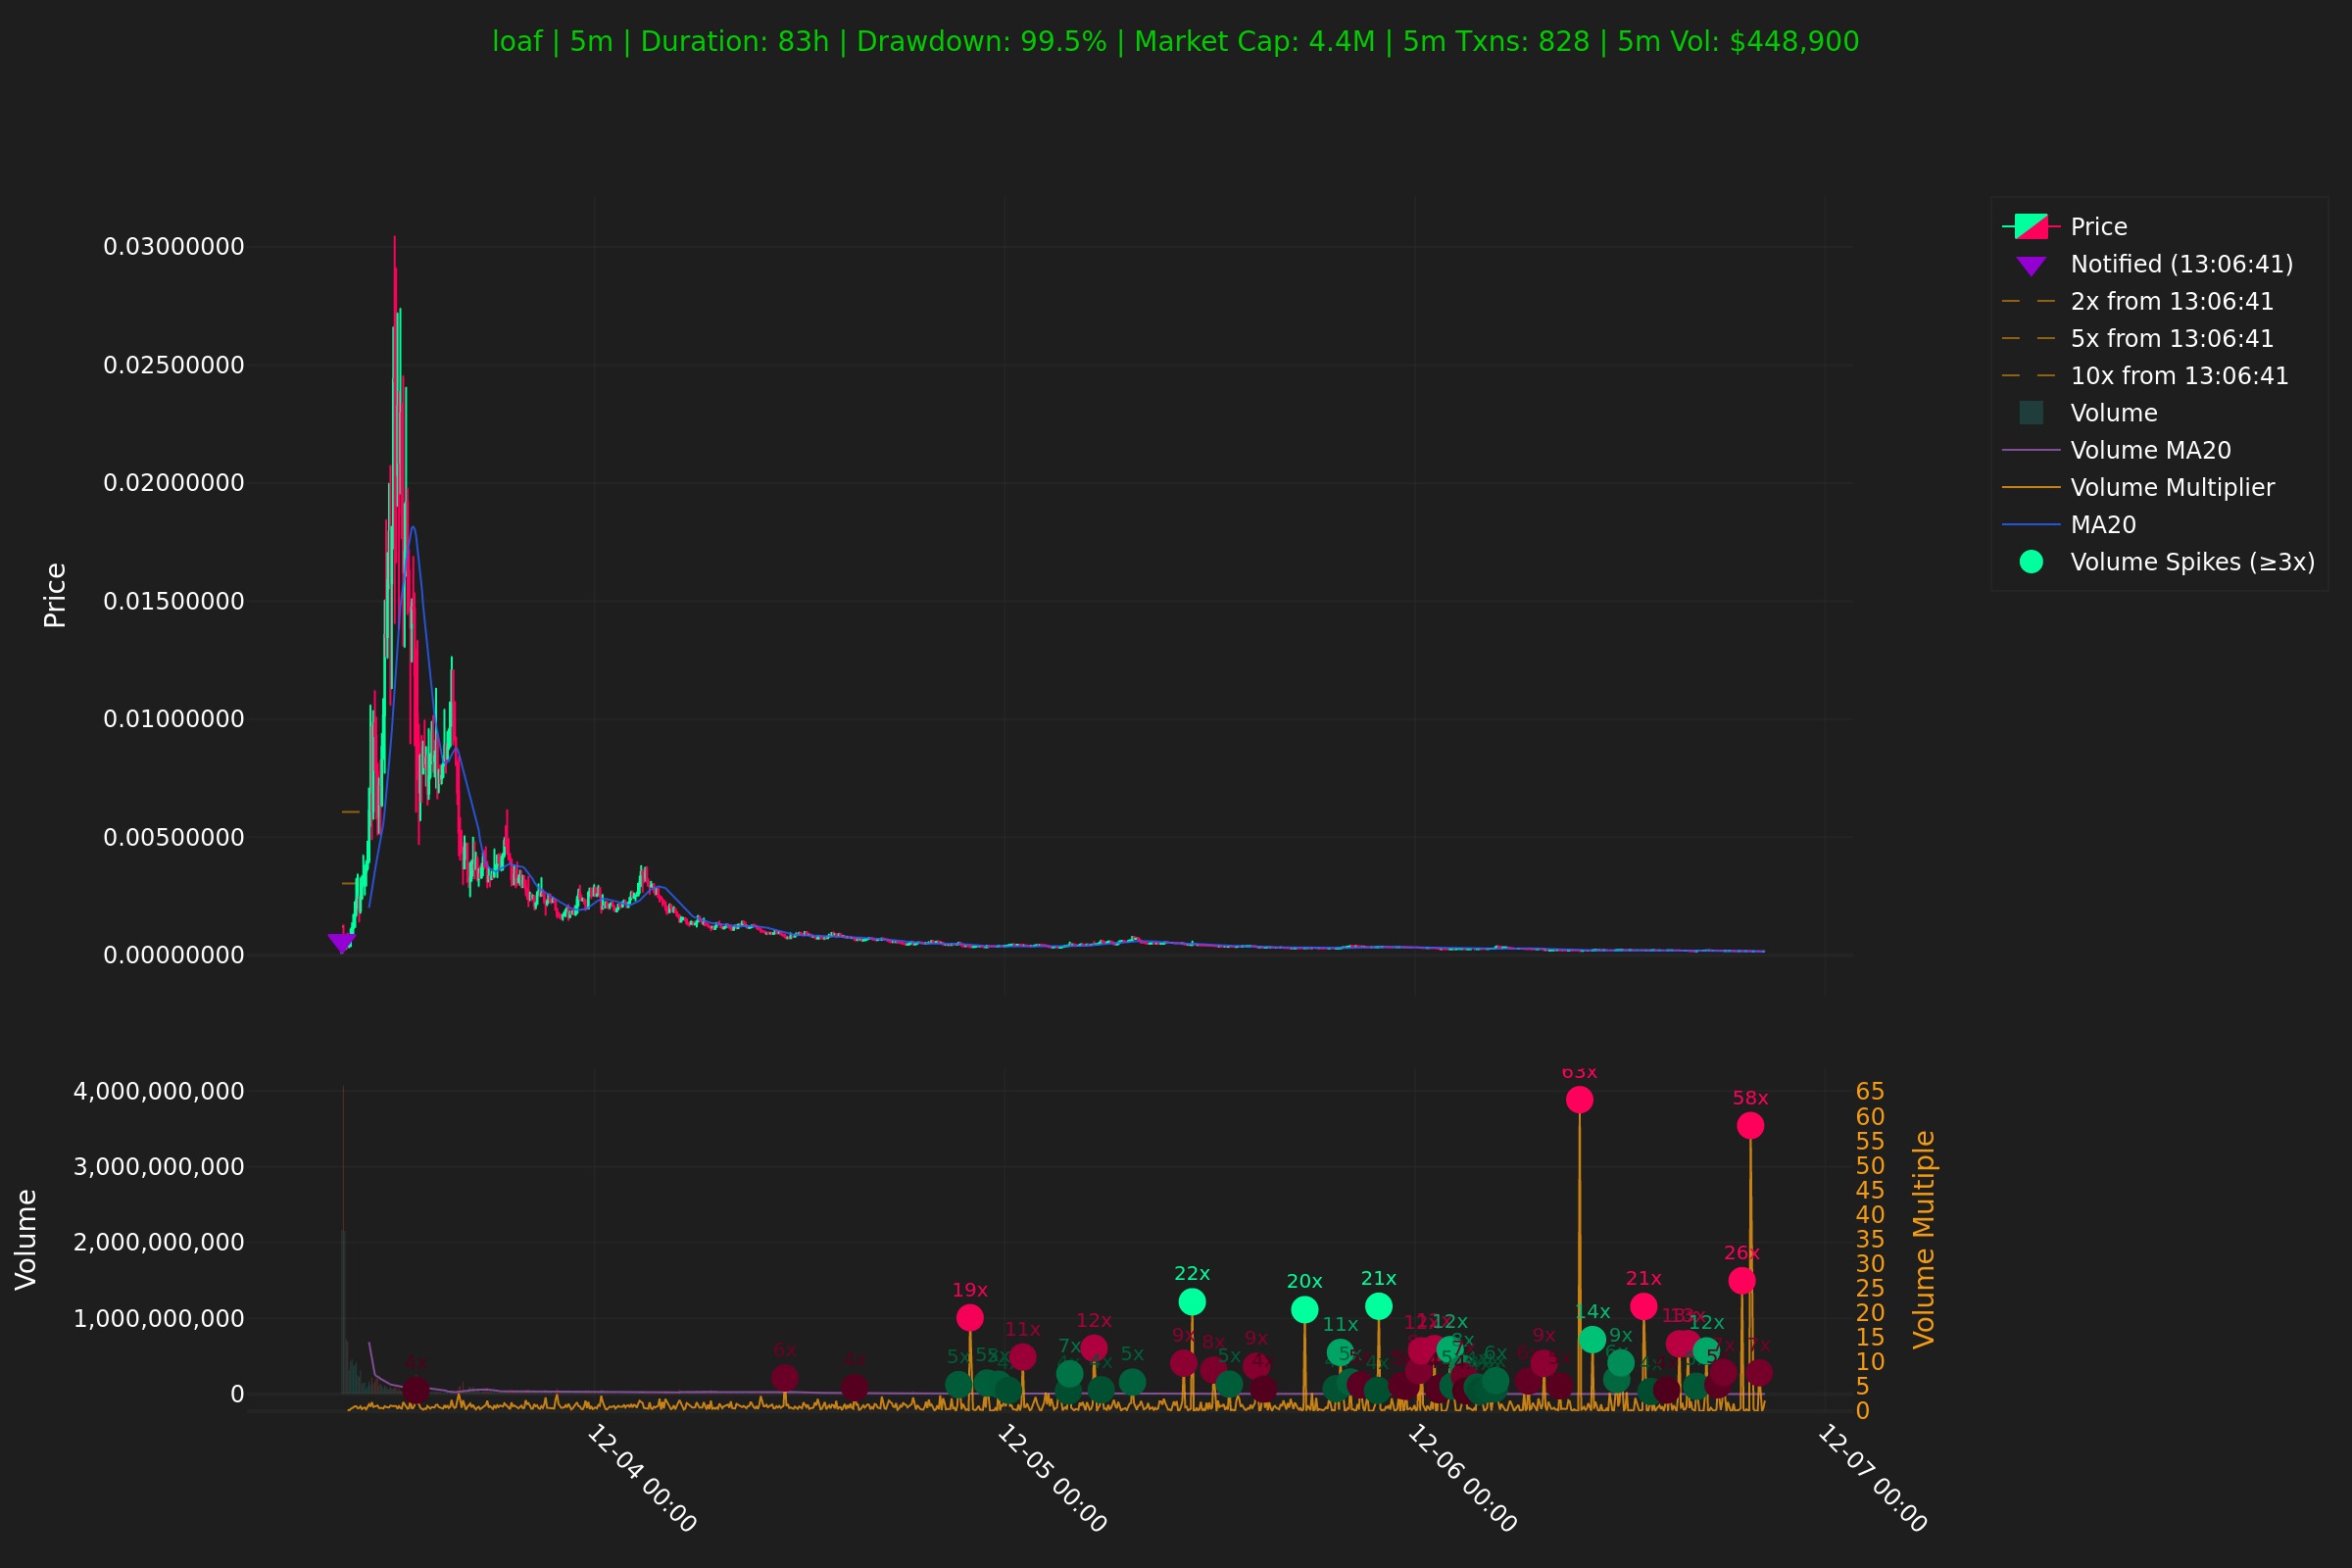 loaf | 5m | Duration: 83h | Drawdown: 99.5% | Market Cap: 4.4M | 5m Txns: 828 | 5m Vol: $448,900
Price
0.03000000
0.02500000
0.02000000
0.01500000
0.01000000
0.00500000
0.00000000
Price
Notified (13:06:41)
2x from 13:06:41
5x from 13:06:41
10x from 13:06:41
Volume
Volume MA20
Volume Multiplier
MA20
Volume Spikes (≥3x)
Volume
4,000,000,000
3,000,000,000
2,000,000,000
1,000,000,000
0
4x
6x
5x
19x
11x
7x
12x
5x
9x
22x
8x
5x
9x
20x
11x
5x
21x
4x
12x
6x
9x
63x
14x
9x
21x
12x
26x
58x
7x
65
60
55
50
45
40
35
30
25
20
15
10
5
0
Volume Multiple
12-04 00:00
12-05 00:00
12-06 00:00
12-07 00:00